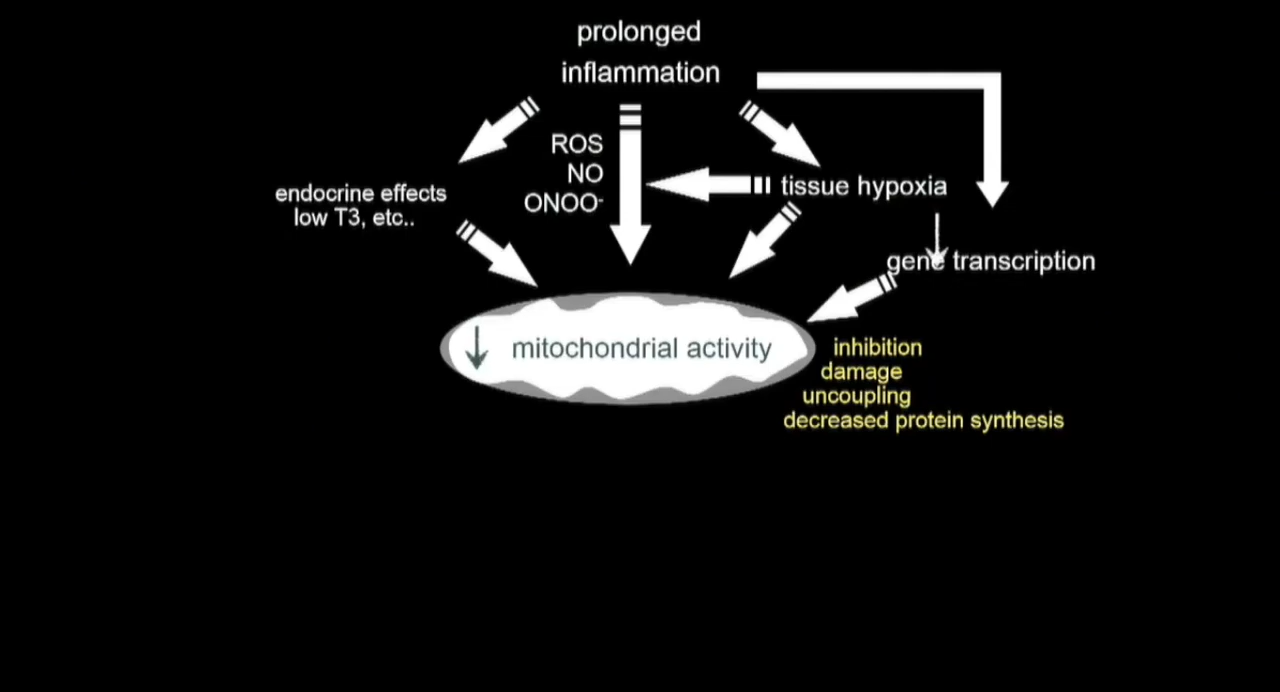 prolonged
inflammation
ROS
NO
ONOO-
endocrine effects
low T3, etc..
tissue hypoxia
gene transcription
mitochondrial activity
inhibition
damage
uncoupling
decreased protein synthesis